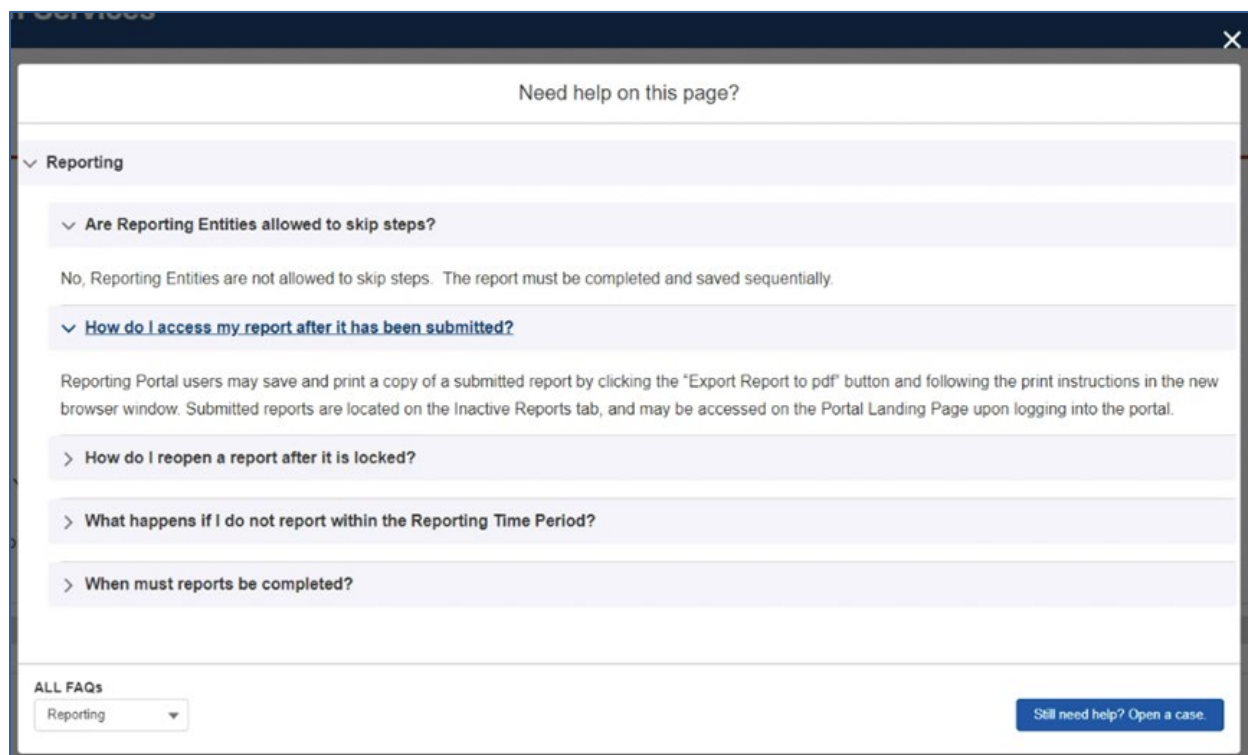 Services
Need help on this page?
Reporting
Are Reporting Entities allowed to skip steps?
No, Reporting Entities are not allowed to skip steps. The report must be completed and saved sequentially.
How do I access my report after it has been submitted?
Reporting Portal users may save and print a copy of a submitted report by clicking the "Export Report to pdf" button and following the print instructions in the new
browser window. Submitted reports are located on the Inactive Reports tab, and may be accessed on the Portal Landing Page upon logging into the portal.
How do I reopen a report after it is locked?
What happens if I do not report within the Reporting Time Period?
When must reports be completed?
ALL FAQs
Reporting
Still need help? Open a case.